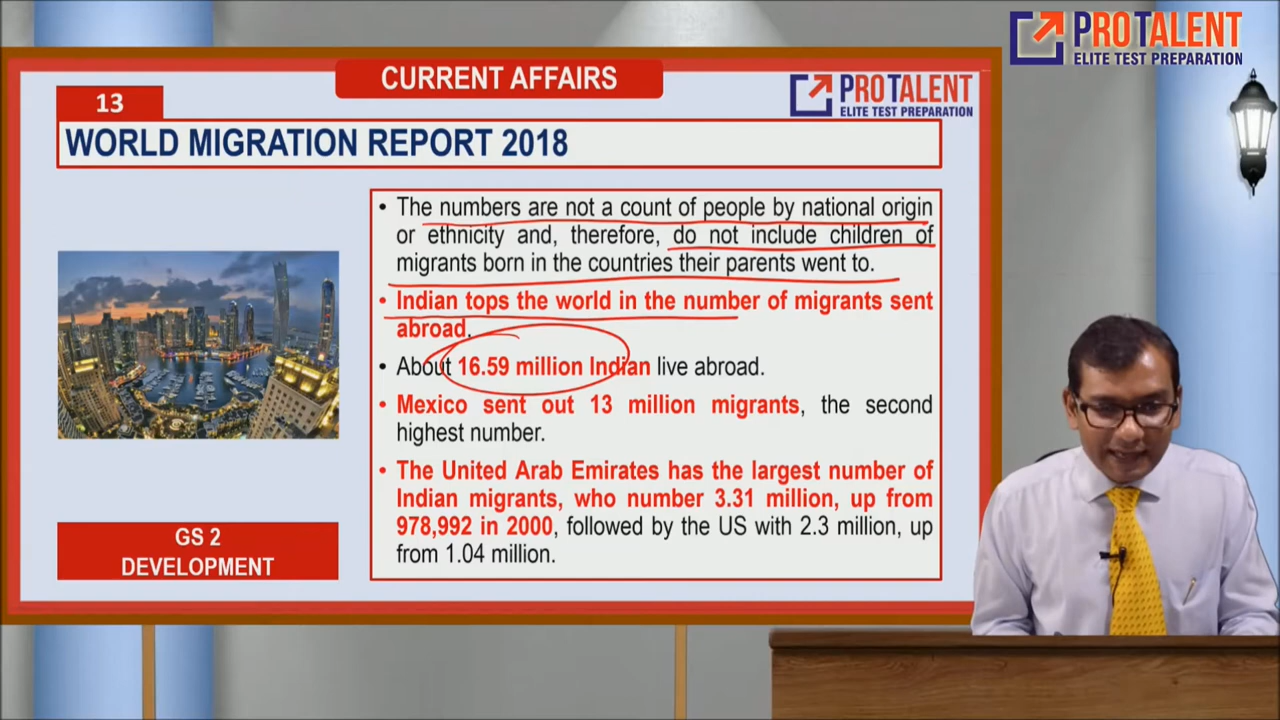 PROTALENT
ELITE TEST PREPARATION
CURRENT AFFAIRS
PROTALENT
ELITE TEST PREPARATION
13
WORLD MIGRATION REPORT 2018
• The numbers are not a count of people by national origin
or ethnicity and, therefore, do not include children of
migrants born in the countries their parents went to.
• Indian tops the world in the number of migrants sent
abroad.
• About 16.59 million Indian live abroad.
• Mexico sent out 13 million migrants, the second
highest number.
• The United Arab Emirates has the largest number of
Indian migrants, who number 3.31 million, up from
978,992 in 2000, followed by the US with 2.3 million, up
from 1.04 million.
GS 2
DEVELOPMENT